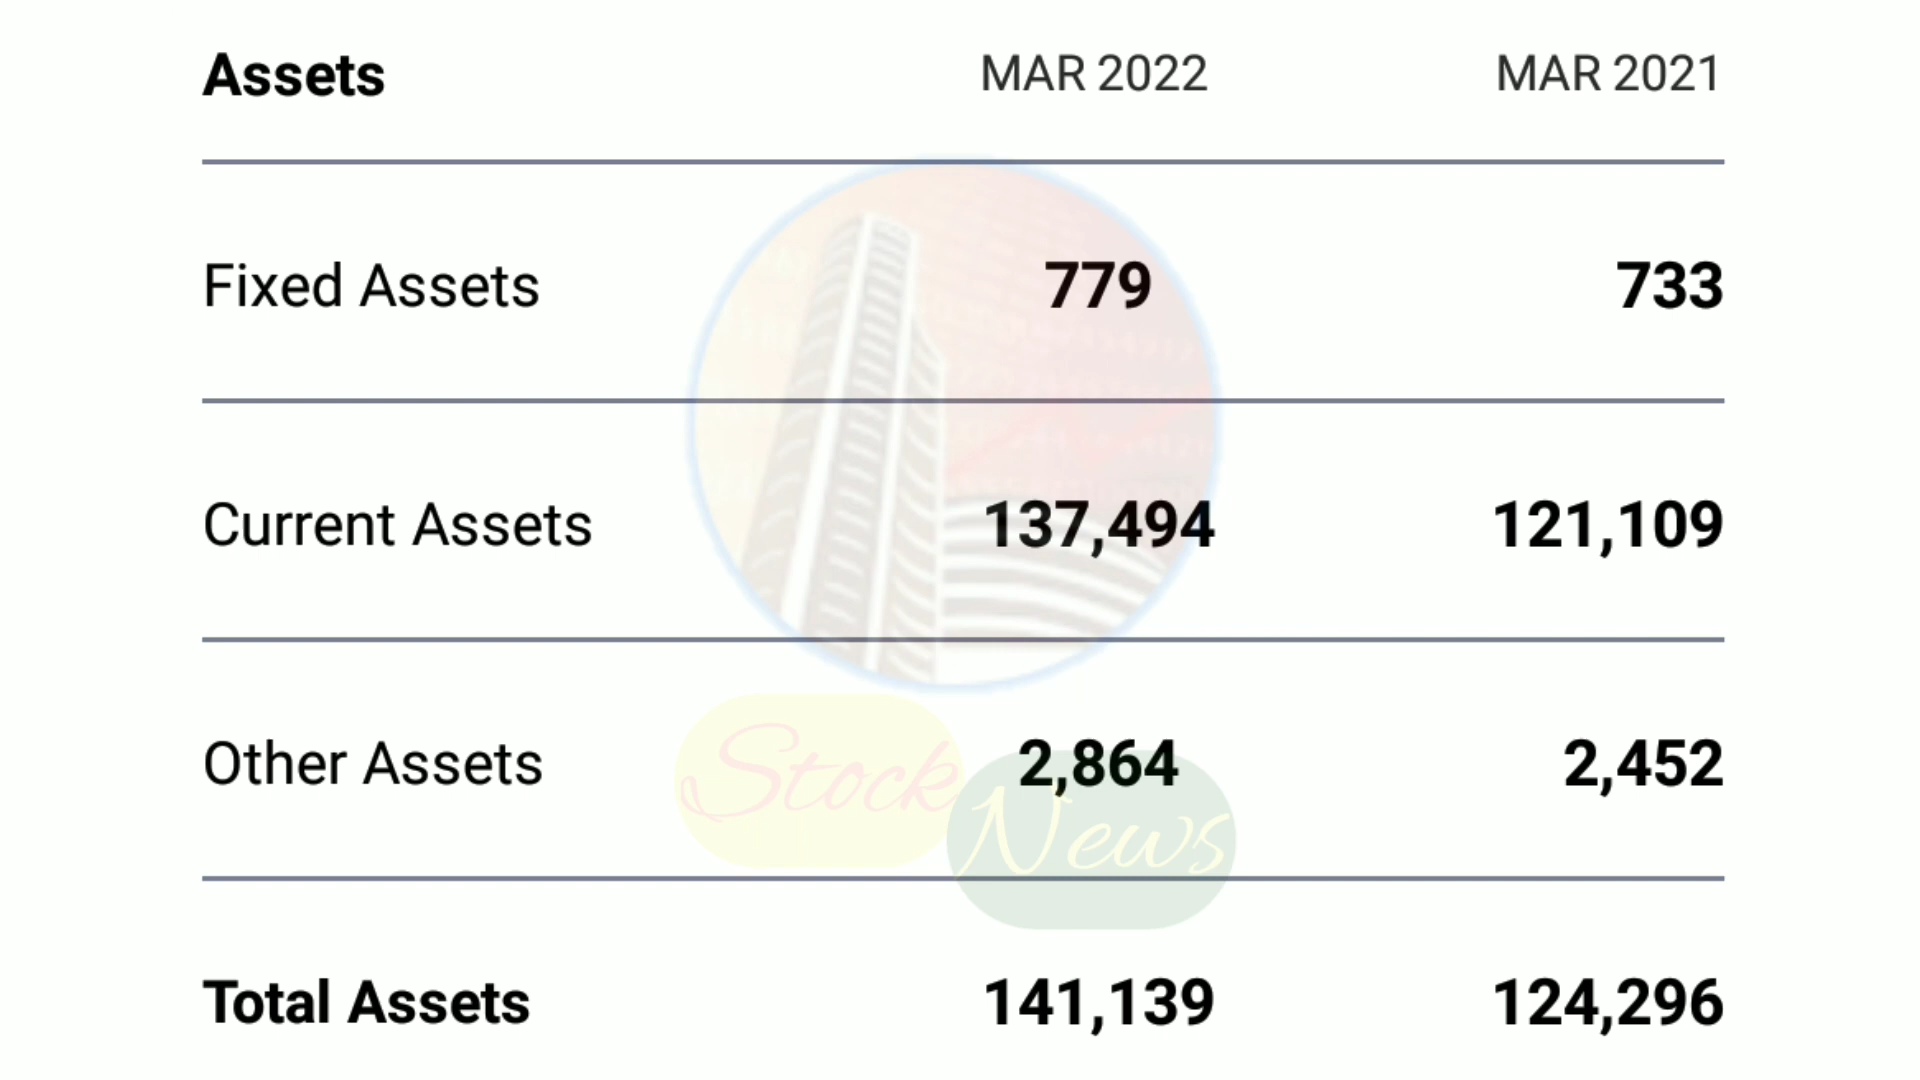 Assets MAR 2022 MAR 2021
Fixed Assets 779 733
Current Assets 137,494 121,109
Other Assets 2,864 2,452
Stock
News
Total Assets 141,139 124,296